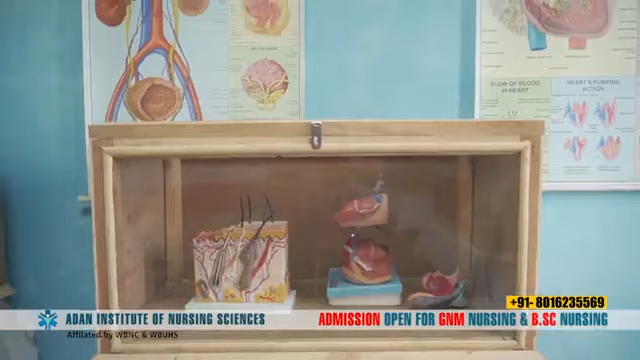 FLOW OF BLOOD
IN HEART
HEART'S PUMPING
ACTION
+91- 8016235569
ADAN INSTITUTE OF NURSING SCIENCES
ADMISSION OPEN FOR GNM NURSING & B.SC NURSING
Affiliated by WBNC & WBUHS